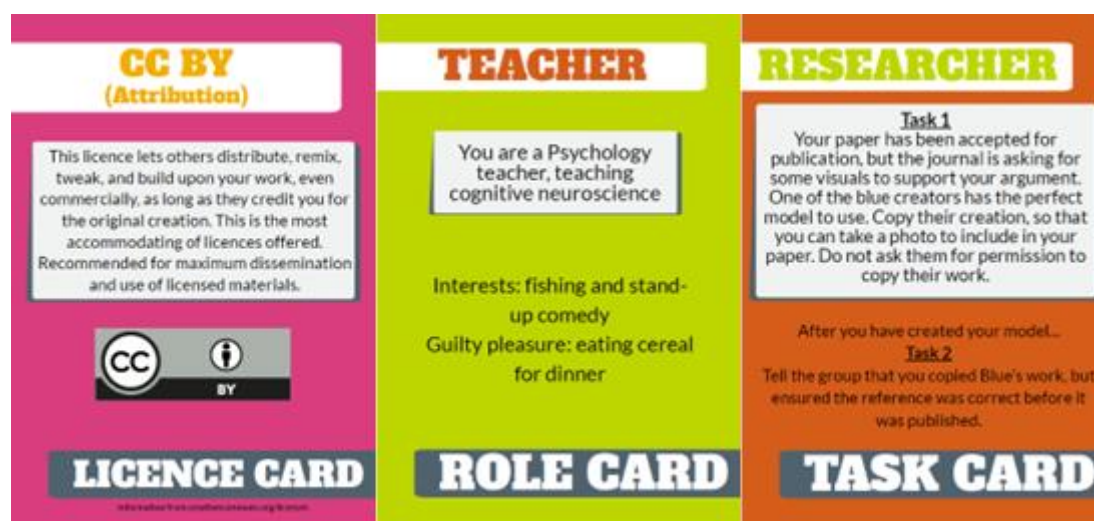 CC BY
(Attribution)
This licence lets others distribute, remix,
tweak, and build upon your work, even
commercially, as long as they credit you for
the original creation. This is the most
accommodating of licences offered.
Recommended for maximum dissemination
and use of licensed materials.
CC
BY
LICENCE CARD
TEACHER
You are a Psychology
teacher, teaching
cognitive neuroscience
Interests: fishing and stand-
up comedy
Guilty pleasure: eating cereal
for dinner
ROLE CARD
RESEARCHER
Task 1
Your paper has been accepted for
publication, but the journal is asking for
some visuals to support your argument.
One of the blue creators has the perfect
model to use. Copy their creation, so that
you can take a photo to include in your
paper. Do not ask them for permission to
copy their work.
After you have created your model...
Task 2
Tell the group that you copied Blue's work, but
ensured the reference was correct before it
was published.
TASK CARD